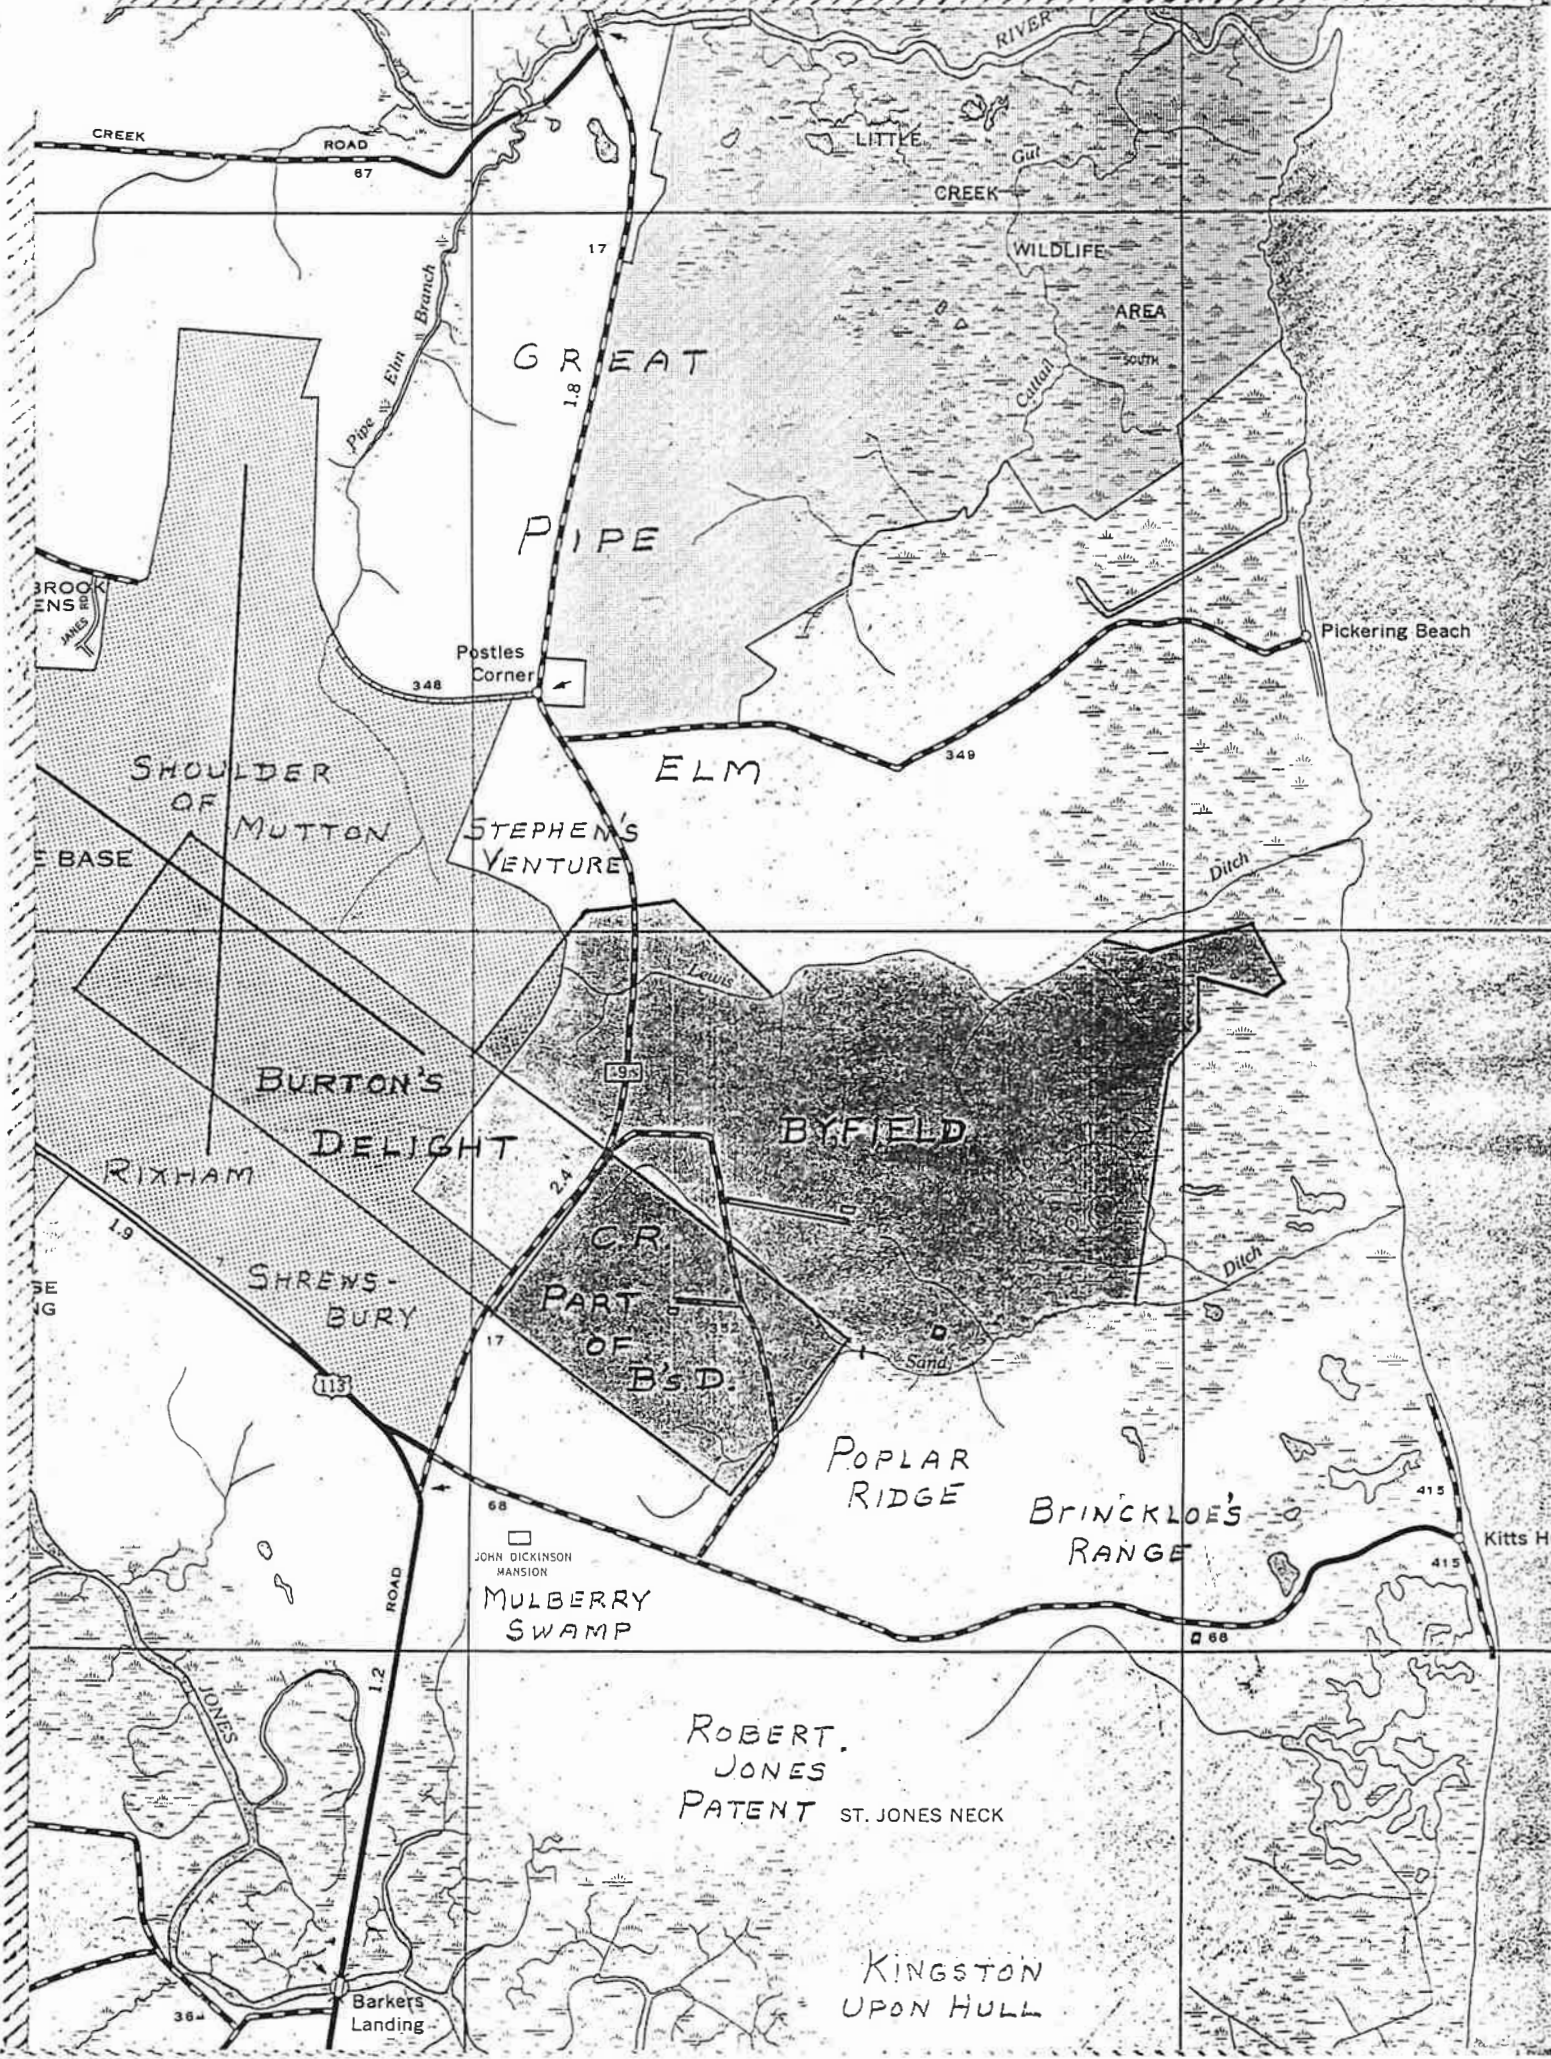 RIVER
CREEK ROAD
67
LITTLE
CREEK
Gut
WILDLIFE
AREA
SOUTH
Cattail
17
Pipe Elm Branch
1.8
GREAT
PIPE
ELM
BROOK
ENS
JANES RD
Postles
Corner
348
Pickering Beach
349
SHOULDER
OF
MUTTON
E BASE
STEPHEN'S
VENTURE
Ditch
Lewis
BURTON'S
DELIGHT
BYFIELD
RIXHAM
2.4
1.9
C R
PART
OF
B's D.
SHREWS-
BURY
SE
NG
17
113
Ditch
352
Sand
POPLAR
RIDGE
BRINCKLOE'S
RANGE
415
Kitts H
415
68
JOHN DICKINSON
MANSION
MULBERRY
SWAMP
ROAD
1.2
68
JONES
ROBERT
JONES
PATENT
ST. JONES NECK
KINGSTON
UPON HULL
Barkers
Landing